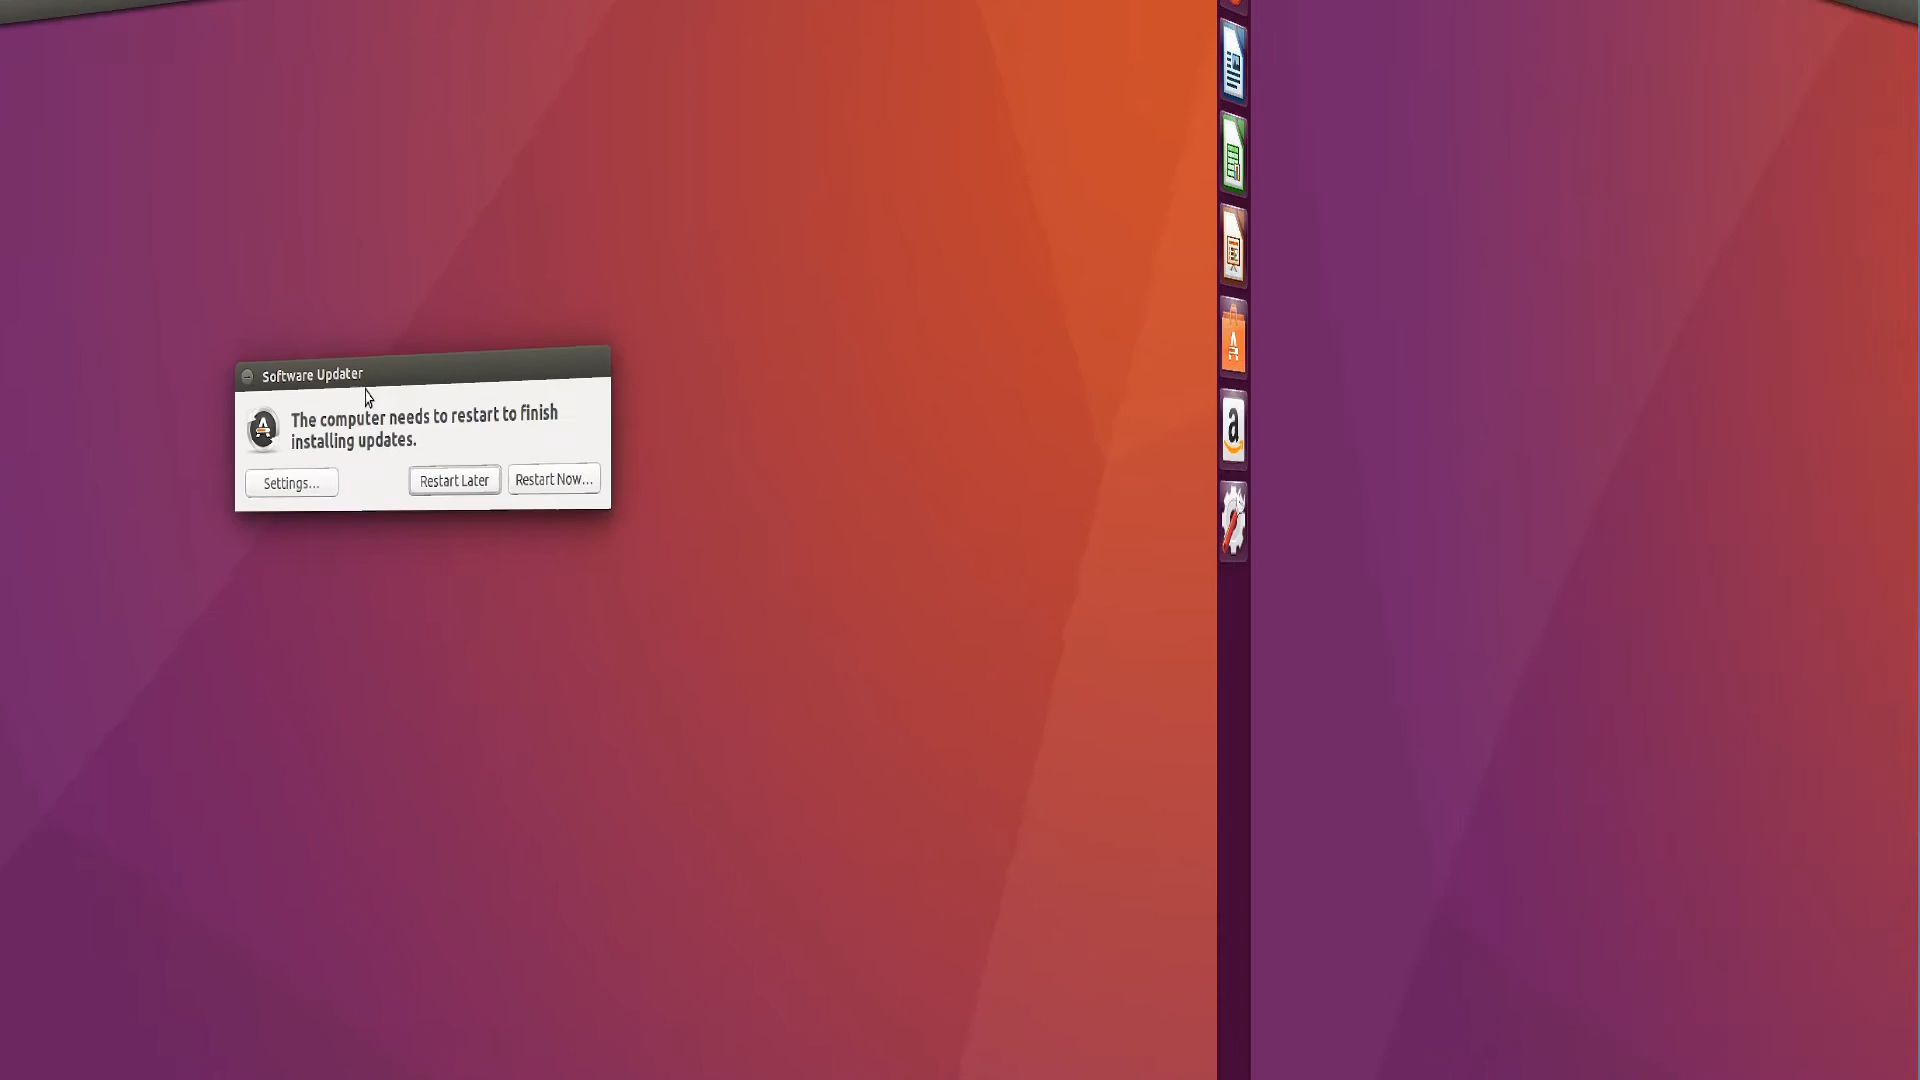 Software Updater
The computer needs to restart to finish
installing updates.
Settings...
Restart Later
Restart Now...